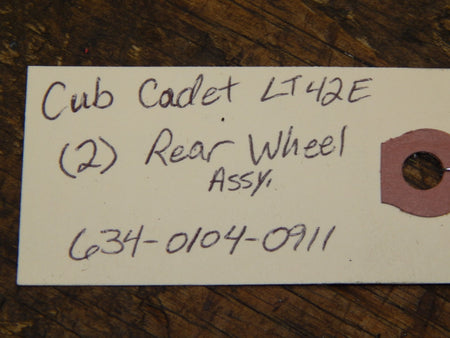 Cub Cadet LT42E
(2) Rear Wheel
Assy.
634-0104-0911